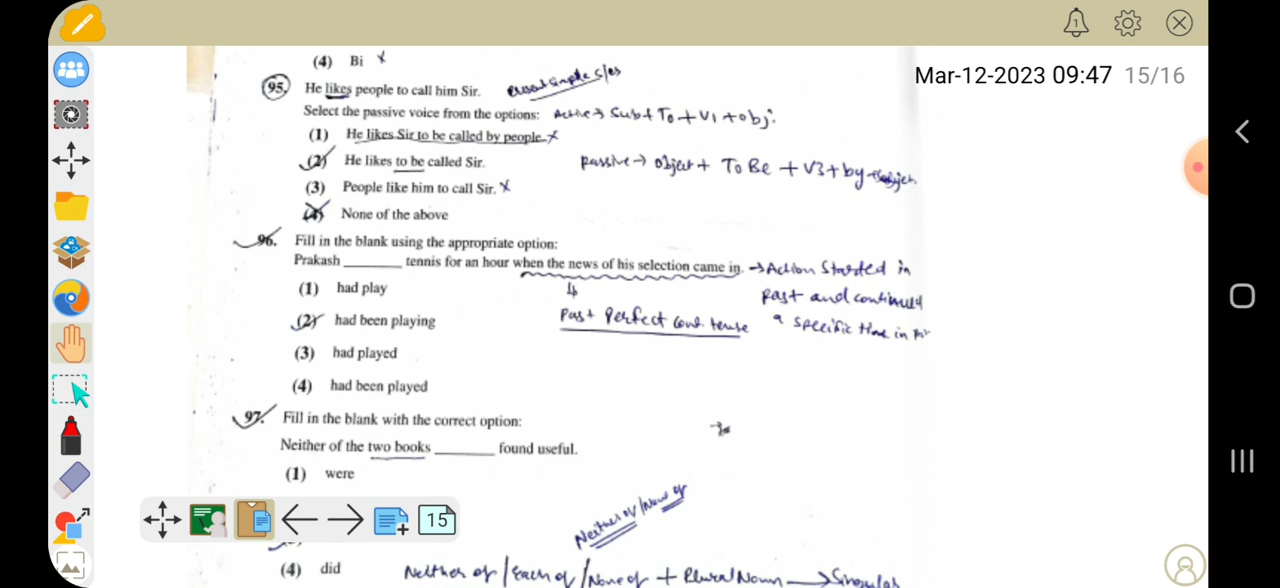 1
Mar-12-2023 09:47 15/16
(4) Bi x
95. He likes people to call him Sir.
Select the passive voice from the options: Active → Sub + To + V1 + obj.
(1) He likes Sir to be called by people. x
(2) He likes to be called Sir. Passive → object + To Be + V3 + by +
(3) People like him to call Sir. x
(4) None of the above
96. Fill in the blank using the appropriate option:
Prakash ______ tennis for an hour when the news of his selection came in. → Action Started in
(1) had play Past and continued
(2) had been playing Past Perfect cont tense a specific time in
(3) had played
(4) had been played
97. Fill in the blank with the correct option:
Neither of the two books ______ found useful.
(1) were
15
Neither of / None of
(4) did Neither of / Each of / None of + Plural Noun → Singular